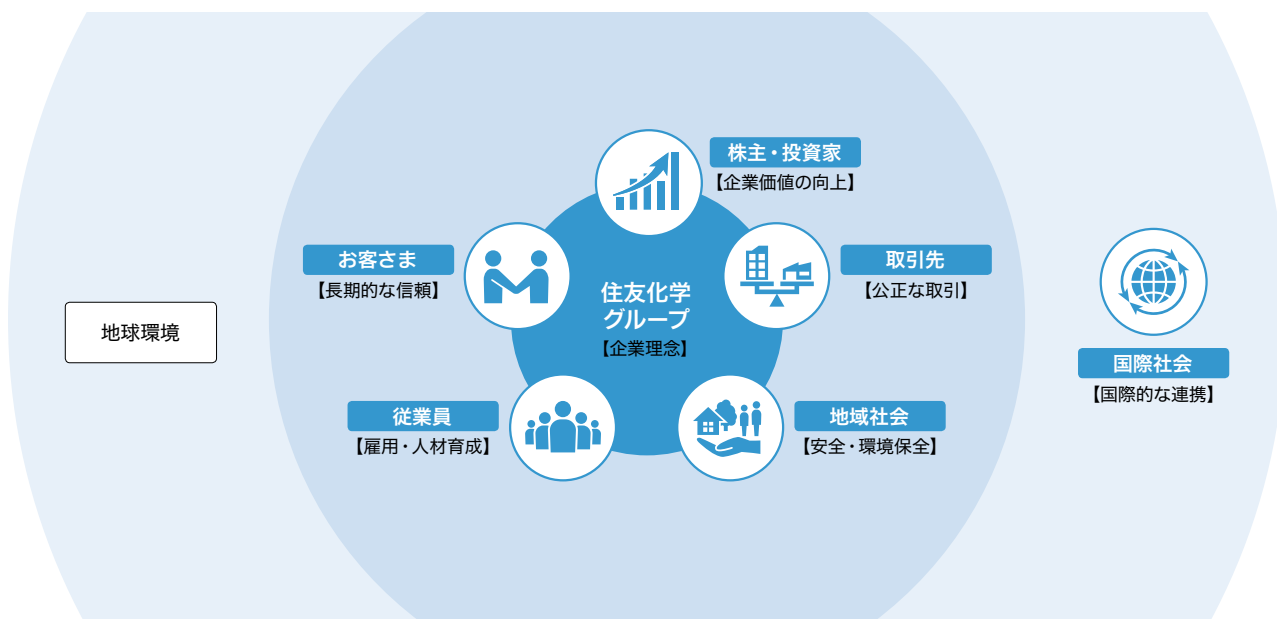 株主・投資家
【企業価値の向上】
お客さま
【長期的な信頼】
取引先
【公正な取引】
住友化学
グループ
【企業理念】
地球環境
国際社会
【国際的な連携】
従業員
【雇用・人材育成】
地域社会
【安全・環境保全】